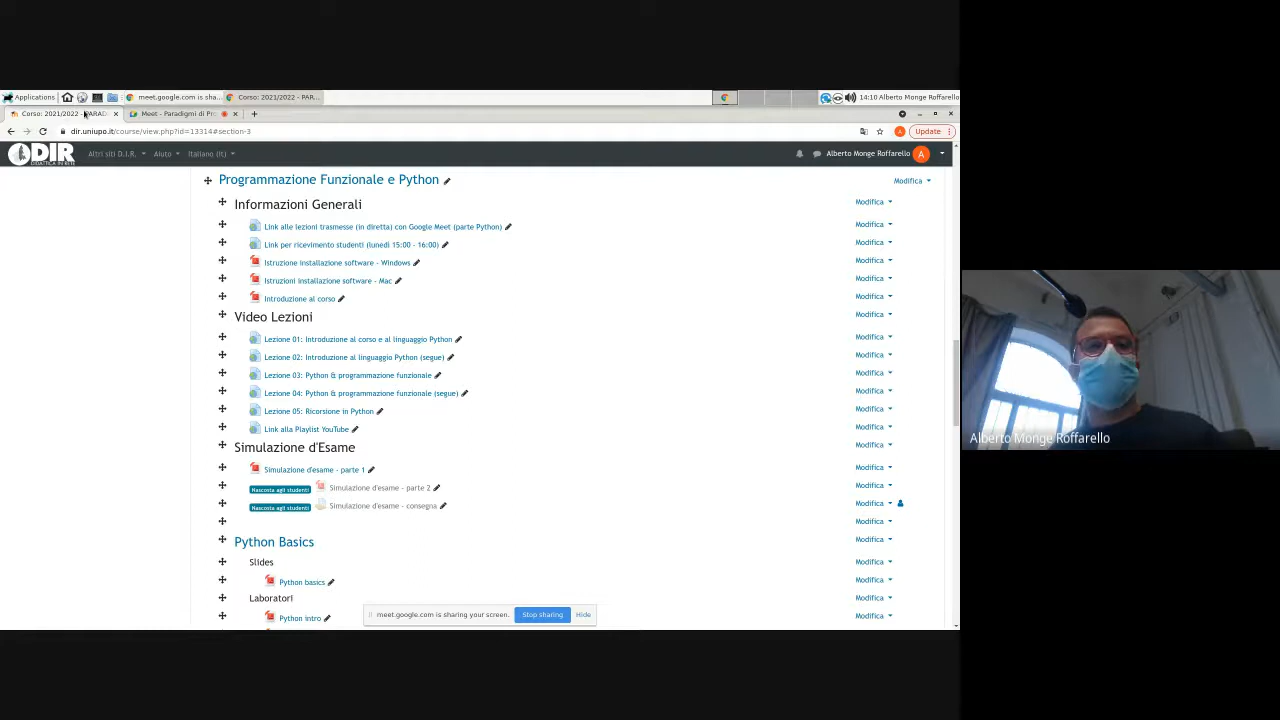 Applications
meet.google.com is sha...
Corso: 2021/2022 - PAR...
14:10 Alberto Monge Roffarello
Corso: 2021/2022 - PARAD
Meet - Paradigmi di Pr
dir.uniupo.it/course/view.php?id=13314#section-3
A
Update
DIR
DIDATTICA IN RETE
Altri siti D.I.R.
Aiuto
Italiano (it)
Alberto Monge Roffarello
A
Programmazione Funzionale e Python
Modifica
Informazioni Generali
Modifica
Link alle lezioni trasmesse (in diretta) con Google Meet (parte Python)
Modifica
Link per ricevimento studenti (lunedì 15:00 - 16:00)
Modifica
Istruzione installazione software - Windows
Modifica
Istruzioni installazione software - Mac
Modifica
Introduzione al corso
Modifica
Video Lezioni
Modifica
Lezione 01: Introduzione al corso e al linguaggio Python
Modifica
Lezione 02: Introduzione al linguaggio Python (segue)
Modifica
Lezione 03: Python & programmazione funzionale
Modifica
Lezione 04: Python & programmazione funzionale (segue)
Modifica
Lezione 05: Ricorsione in Python
Modifica
Link alla Playlist YouTube
Modifica
Simulazione d'Esame
Modifica
Simulazione d'esame - parte 1
Modifica
Nascosta agli studenti
Simulazione d'esame - parte 2
Modifica
Nascosta agli studenti
Simulazione d'esame - consegna
Modifica
Modifica
Python Basics
Modifica
Slides
Modifica
Python basics
Modifica
Laboratori
Modifica
Python intro
Modifica
meet.google.com is sharing your screen.
Stop sharing
Hide
Alberto Monge Roffarello